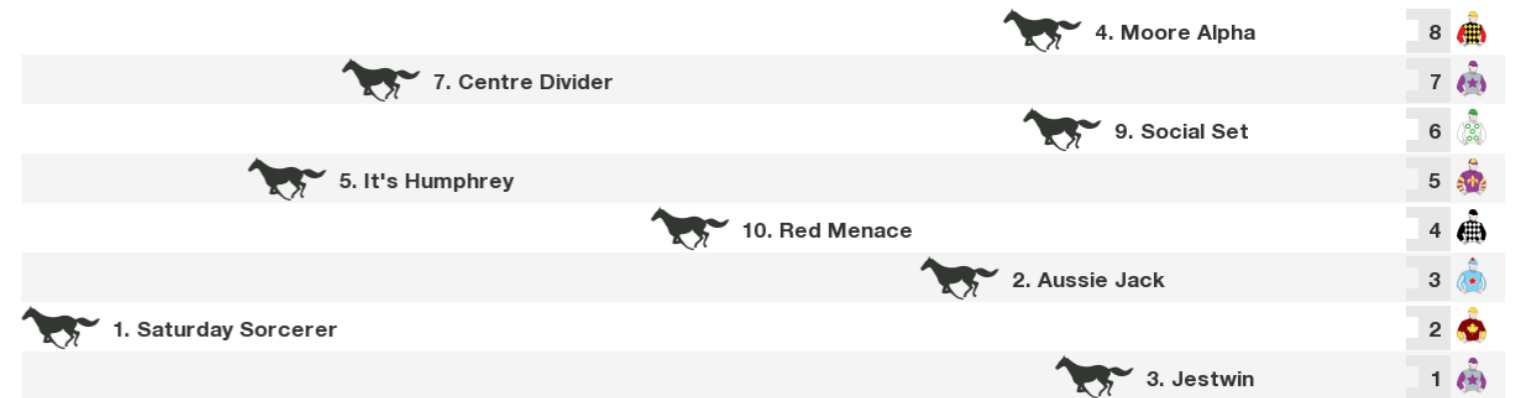 4. Moore Alpha 8
7. Centre Divider 7
9. Social Set 6
5. It's Humphrey 5
10. Red Menace 4
2. Aussie Jack 3
1. Saturday Sorcerer 2
3. Jestwin 1